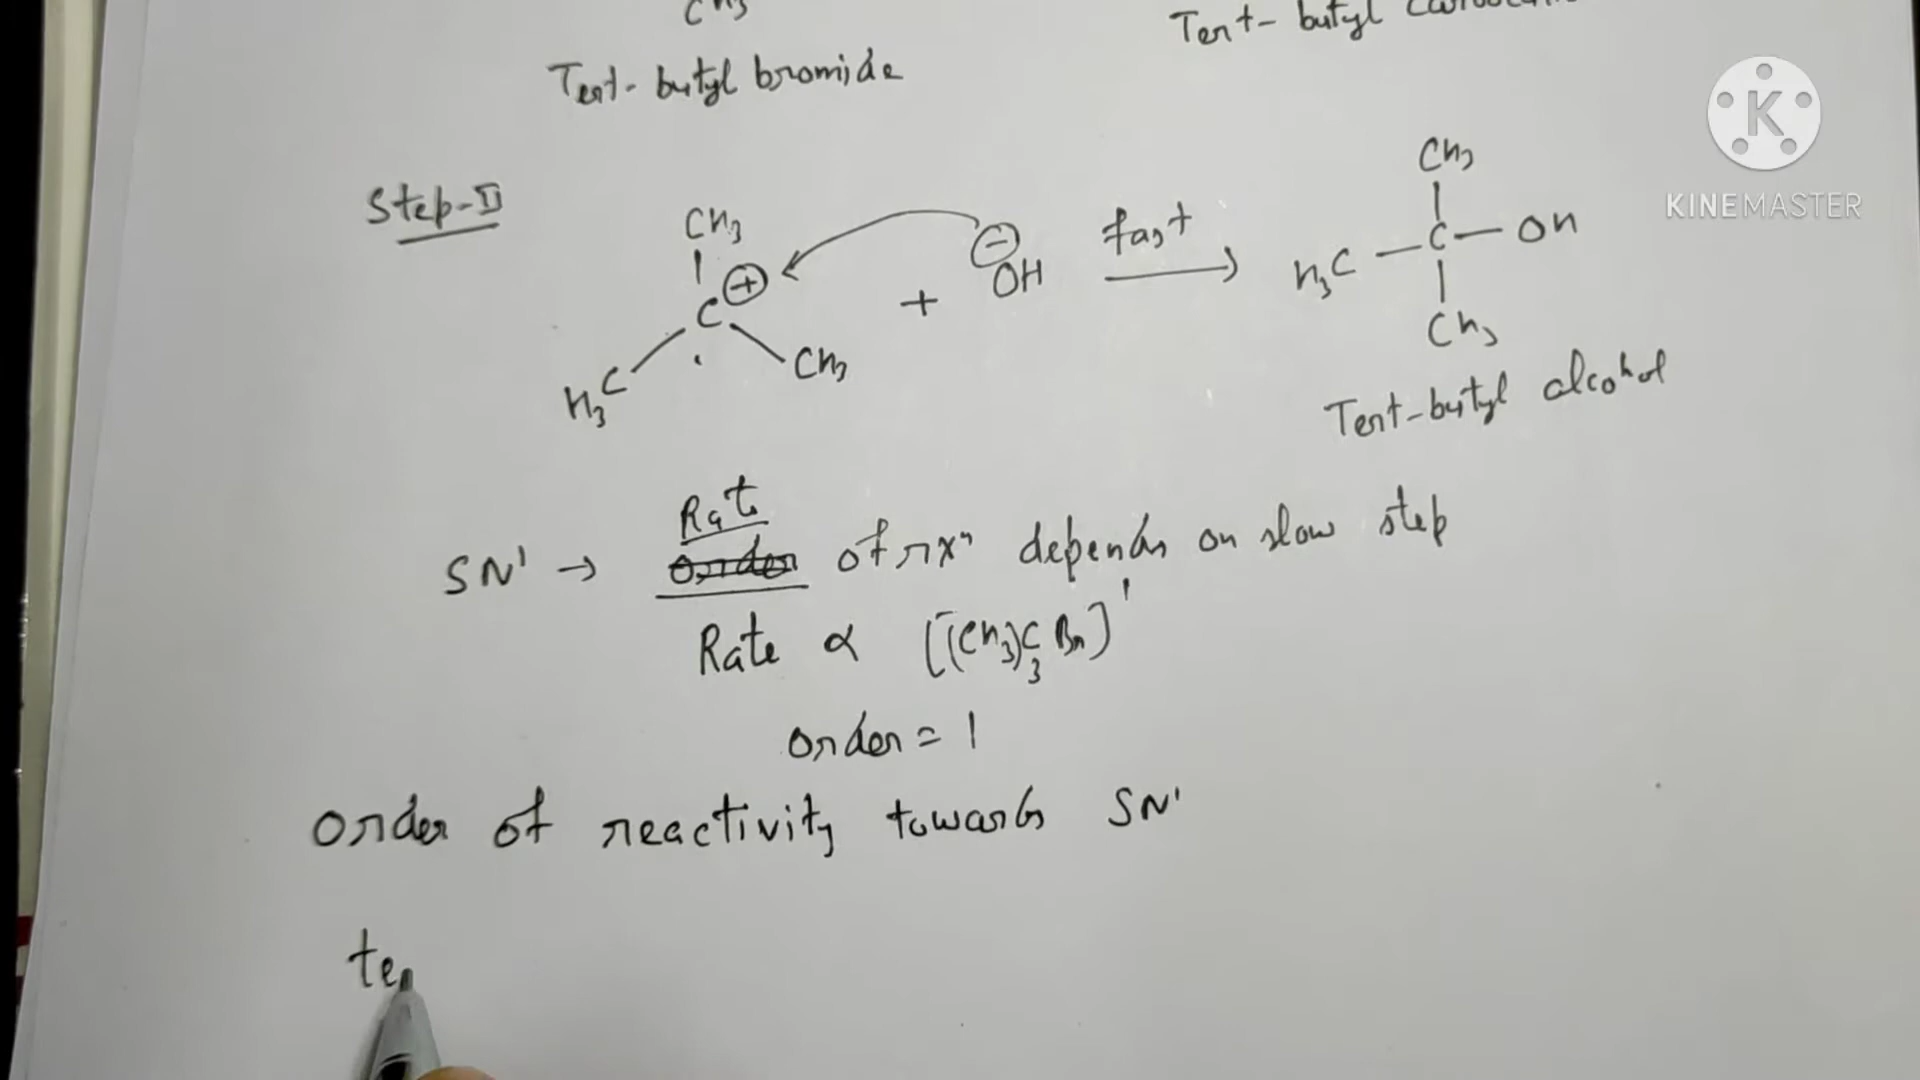 CH3
Tert- butyl
Tert- butyl bromide
KINEMASTER
Step-II
CH3
C
⊕
H3C
CH3
+
⊖
OH
fast
CH3
H3C
C
OH
CH3
Tert-butyl alcohol
Rate
SN1 → order of rxn depends on slow step
Rate ∝ [(CH3)3C Br]1
order = 1
order of reactivity towards SN1
ter